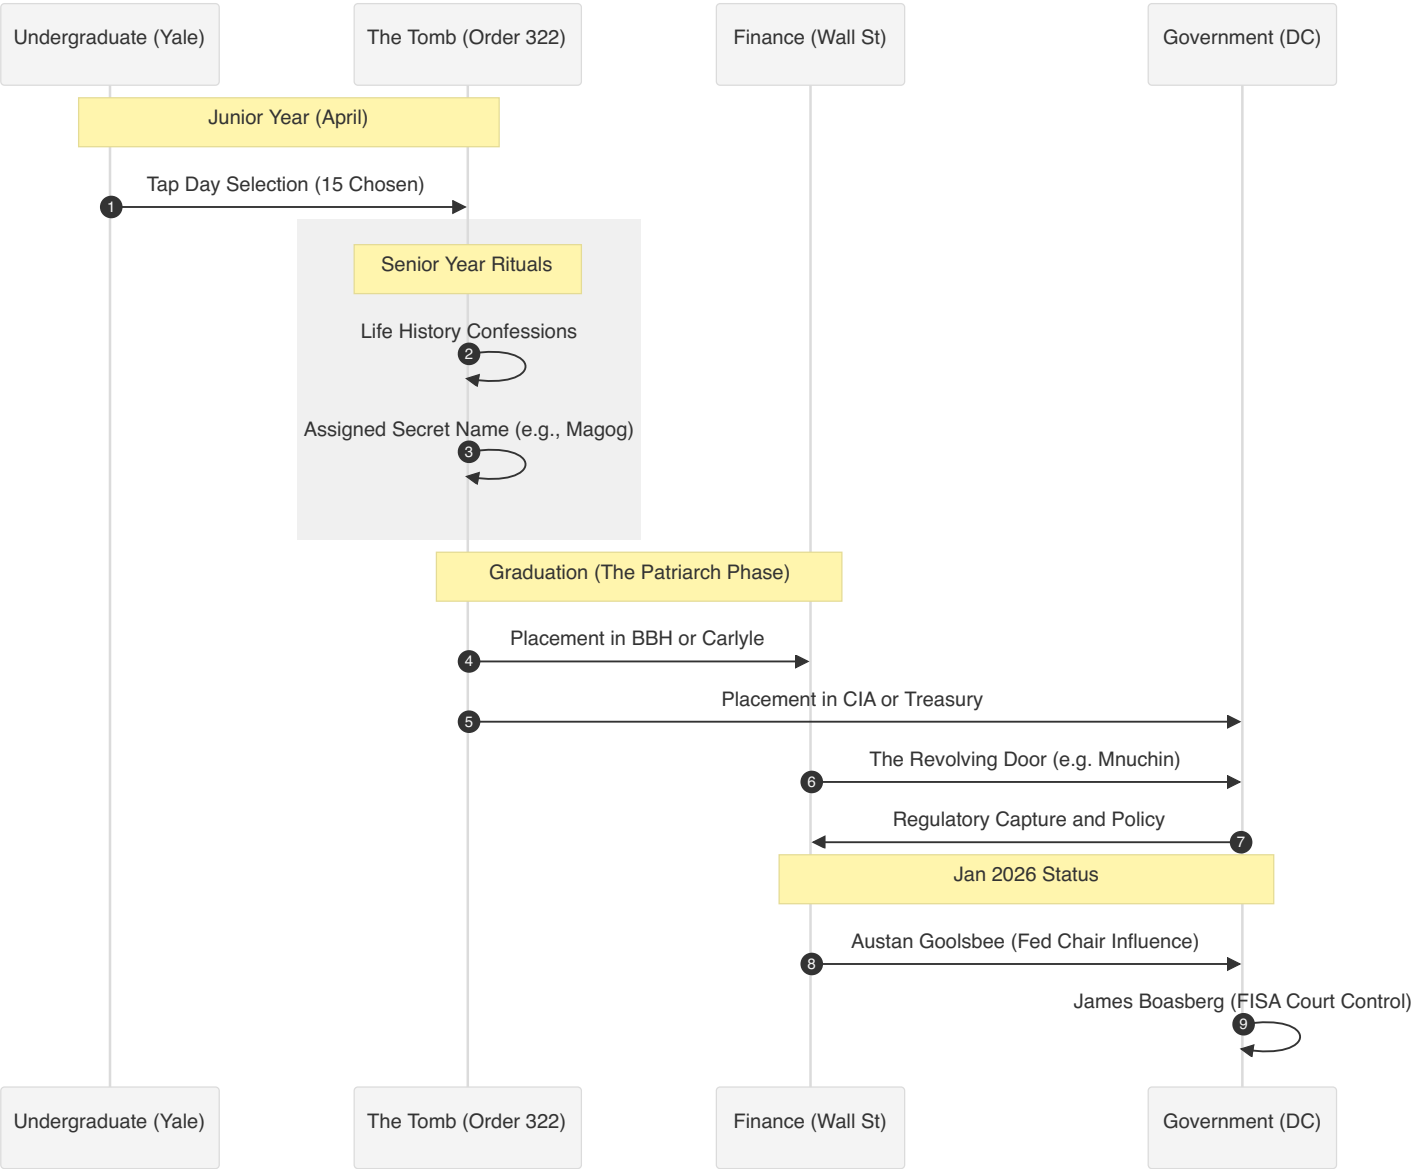 Undergraduate (Yale)
The Tomb (Order 322)
Finance (Wall St)
Government (DC)
Junior Year (April)
Tap Day Selection (15 Chosen)
1
Senior Year Rituals
Life History Confessions
2
Assigned Secret Name (e.g., Magog)
3
Graduation (The Patriarch Phase)
Placement in BBH or Carlyle
4
Placement in CIA or Treasury
5
The Revolving Door (e.g. Mnuchin)
6
Regulatory Capture and Policy
7
Jan 2026 Status
Austan Goolsbee (Fed Chair Influence)
8
James Boasberg (FISA Court Control)
9
Undergraduate (Yale)
The Tomb (Order 322)
Finance (Wall St)
Government (DC)